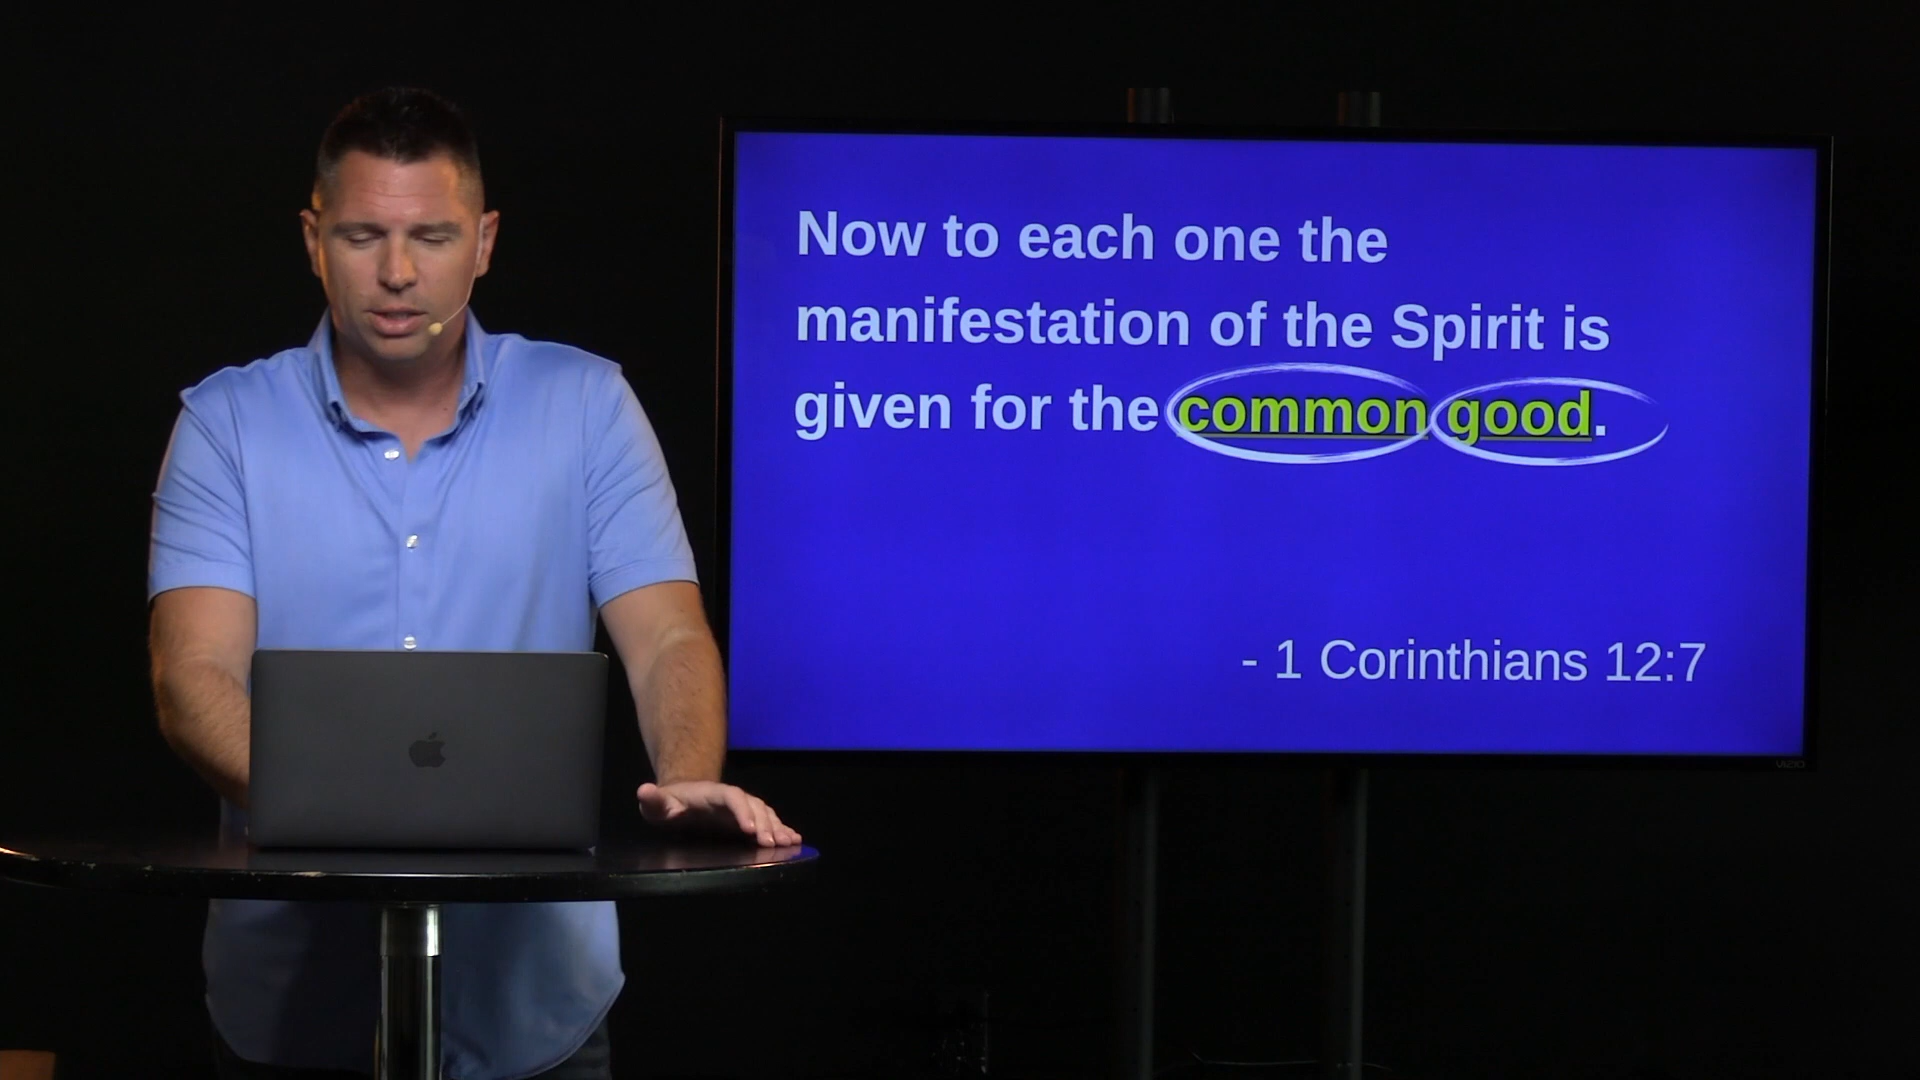 Now to each one the
manifestation of the Spirit is
given for the common good.
- 1 Corinthians 12:7
VIZIO